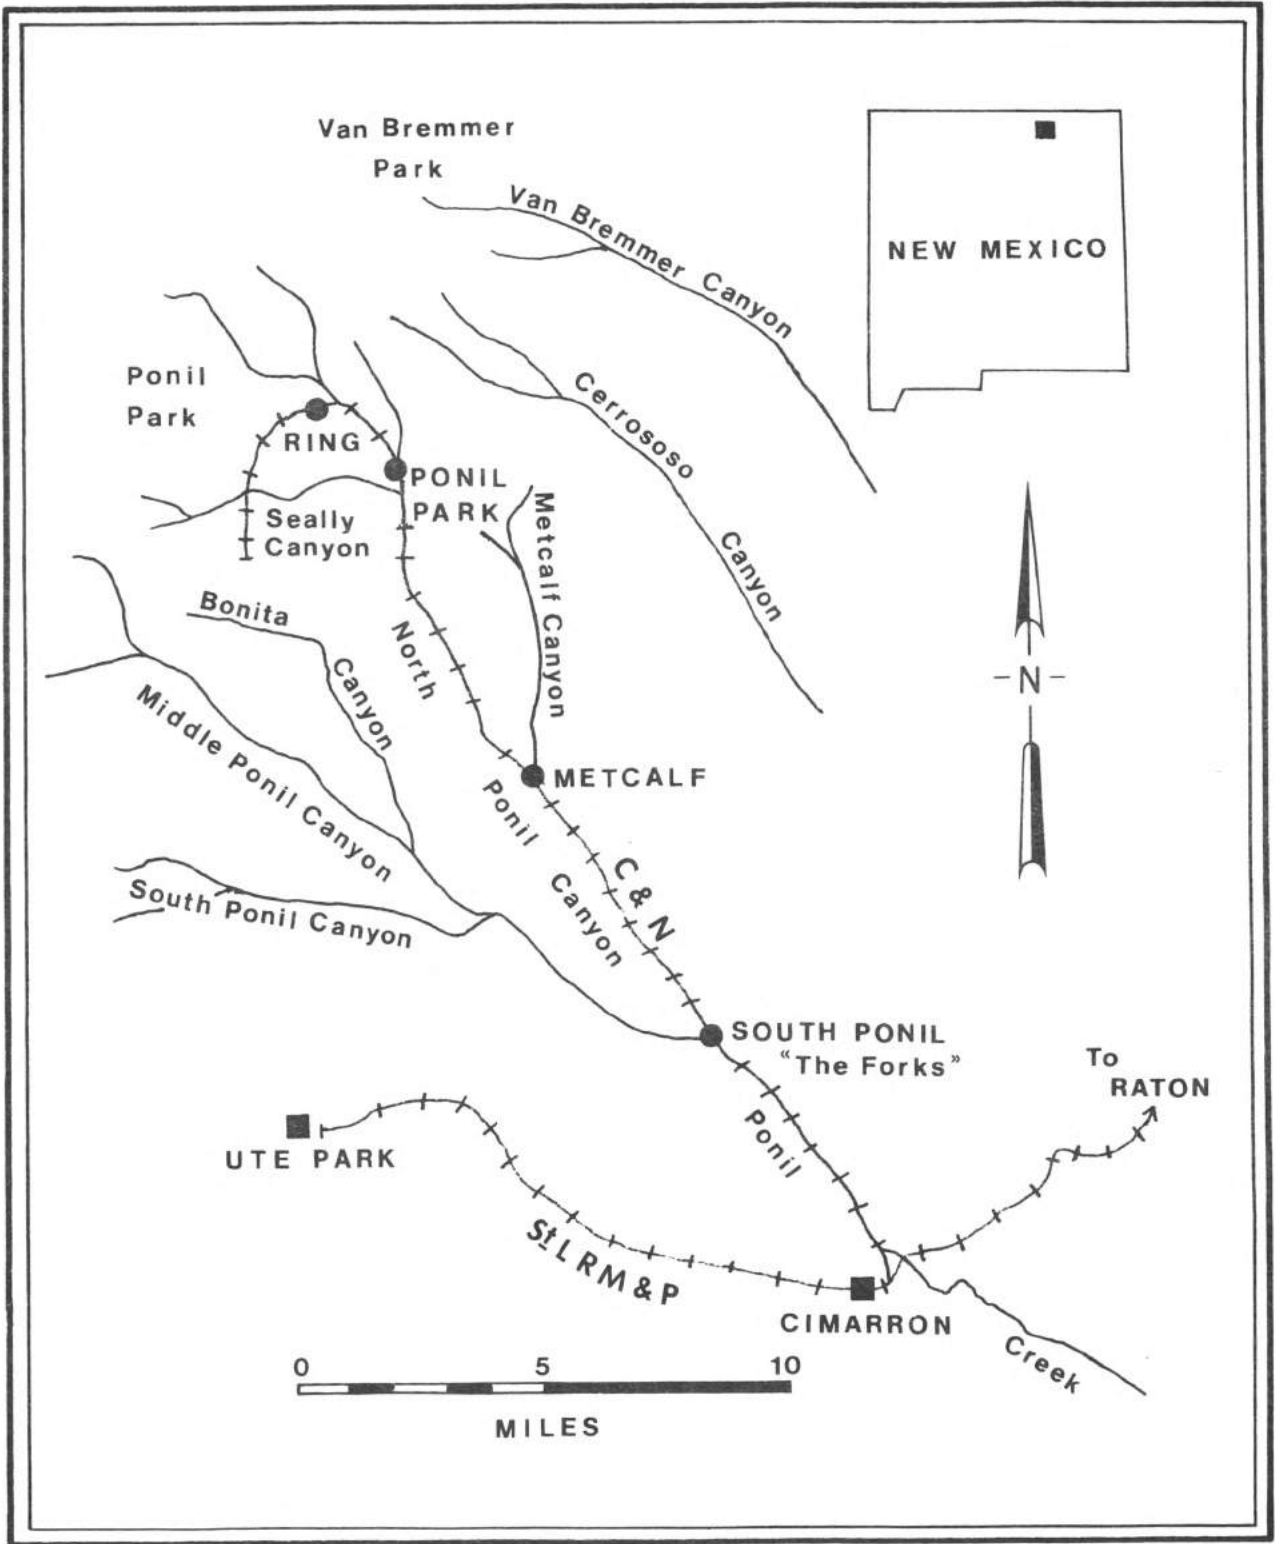 Van Bremmer
Park
Van Bremmer Canyon
NEW MEXICO
Ponil
Park
RING
Cerrososo
Canyon
PONIL
PARK
Seally
Canyon
Metcalf Canyon
Bonita
Canyon
North
Ponil
Canyon
Middle Ponil Canyon
-N-
METCALF
C & N
South Ponil Canyon
SOUTH PONIL
"The Forks"
To
RATON
Ponil
Creek
UTE PARK
St L R M & P
CIMARRON
0 5 10
MILES